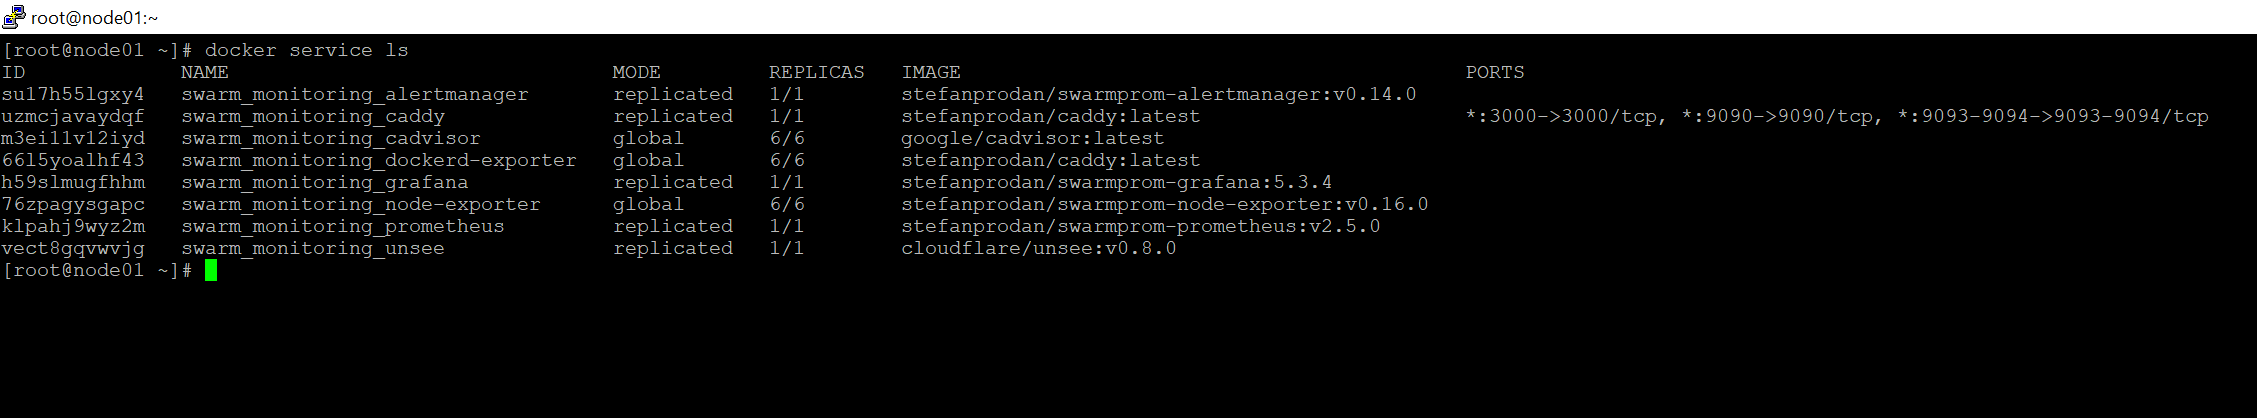 root@node01:~
[root@node01 ~]# docker service ls
ID NAME MODE REPLICAS IMAGE PORTS
su17h55lgxy4 swarm_monitoring_alertmanager replicated 1/1 stefanprodan/swarmprom-alertmanager:v0.14.0
uzmcjavaydqf swarm_monitoring_caddy replicated 1/1 stefanprodan/caddy:latest *:3000->3000/tcp, *:9090->9090/tcp, *:9093-9094->9093-9094/tcp
m3ei11v12iyd swarm_monitoring_cadvisor global 6/6 google/cadvisor:latest
66l5yoalhf43 swarm_monitoring_dockerd-exporter global 6/6 stefanprodan/caddy:latest
h59slmugfhhm swarm_monitoring_grafana replicated 1/1 stefanprodan/swarmprom-grafana:5.3.4
76zpagysgapc swarm_monitoring_node-exporter global 6/6 stefanprodan/swarmprom-node-exporter:v0.16.0
klpahj9wyz2m swarm_monitoring_prometheus replicated 1/1 stefanprodan/swarmprom-prometheus:v2.5.0
vect8gqvwvjg swarm_monitoring_unsee replicated 1/1 cloudflare/unsee:v0.8.0
[root@node01 ~]#